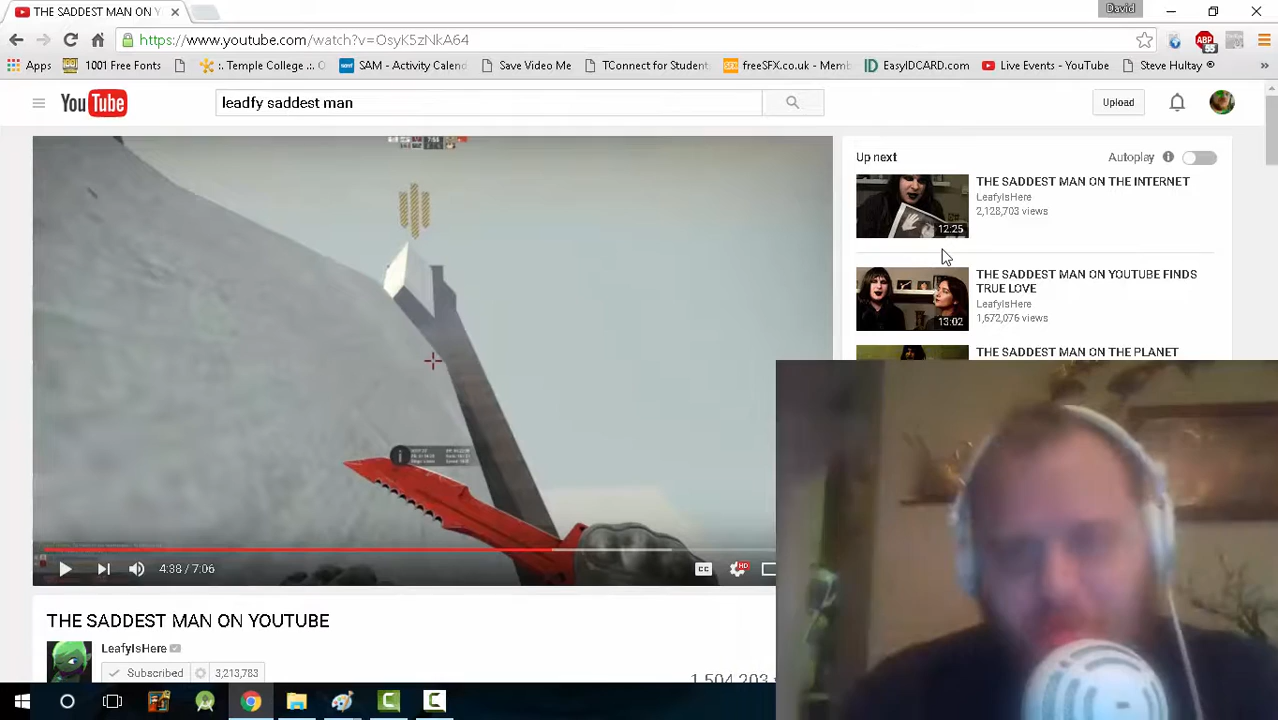 THE SADDEST MAN ON Y
David
https://www.youtube.com/watch?v=OsyK5zNkA64
ABP
55
Apps
1001 Free Fonts
:. Temple College .:. O
SAM - Activity Calend
Save Video Me
TConnect for Student
freeSFX.co.uk - Memb
EasyIDCARD.com
Live Events - YouTube
Steve Hultay
YouTube
leadfy saddest man
Upload
Up next
Autoplay
THE SADDEST MAN ON THE INTERNET
LeafyIsHere
2,128,703 views
12:25
THE SADDEST MAN ON YOUTUBE FINDS
TRUE LOVE
LeafyIsHere
1,672,076 views
13:02
THE SADDEST MAN ON THE PLANET
4:38 / 7:06
CC
HD
THE SADDEST MAN ON YOUTUBE
LeafyIsHere
Subscribed
3,213,783
1,504,203